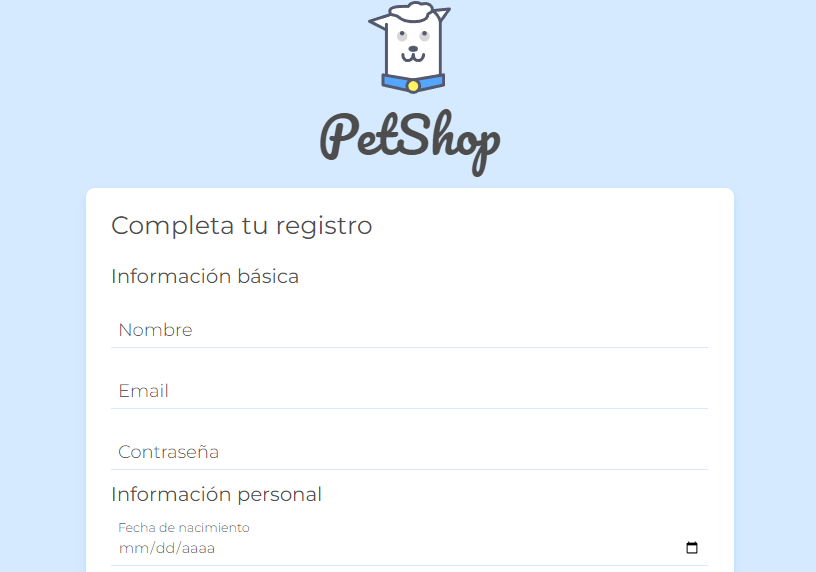 PetShop
Completa tu registro
Información básica
Nombre
Email
Contraseña
Información personal
Fecha de nacimiento
mm/dd/aaaa